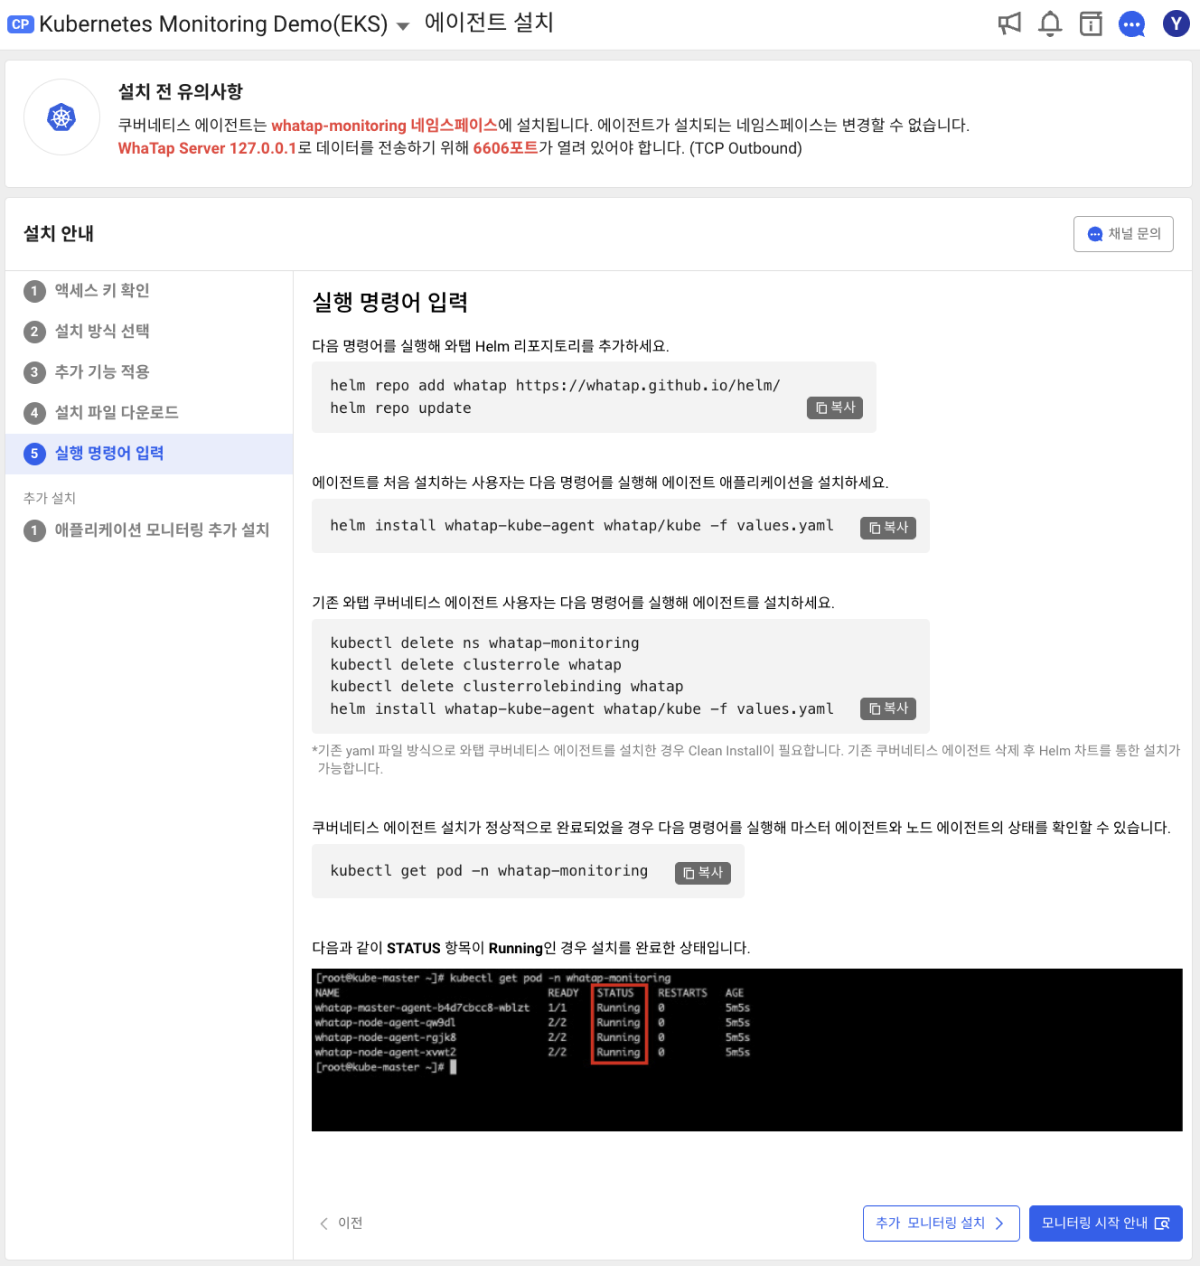 CP Kubernetes Monitoring Demo(EKS) 에이전트 설치
Y
설치 전 유의사항
쿠버네티스 에이전트는 whatap-monitoring 네임스페이스에 설치됩니다. 에이전트가 설치되는 네임스페이스는 변경할 수 없습니다.
WhaTap Server 127.0.0.1로 데이터를 전송하기 위해 6606포트가 열려 있어야 합니다. (TCP Outbound)
설치 안내
채널 문의
1 액세스 키 확인
2 설치 방식 선택
3 추가 기능 적용
4 설치 파일 다운로드
5 실행 명령어 입력
추가 설치
1 애플리케이션 모니터링 추가 설치
실행 명령어 입력
다음 명령어를 실행해 와탭 Helm 리포지토리를 추가하세요.
helm repo add whatap https://whatap.github.io/helm/
helm repo update
복사
에이전트를 처음 설치하는 사용자는 다음 명령어를 실행해 에이전트 애플리케이션을 설치하세요.
helm install whatap-kube-agent whatap/kube -f values.yaml
복사
기존 와탭 쿠버네티스 에이전트 사용자는 다음 명령어를 실행해 에이전트를 설치하세요.
kubectl delete ns whatap-monitoring
kubectl delete clusterrole whatap
kubectl delete clusterrolebinding whatap
helm install whatap-kube-agent whatap/kube -f values.yaml
복사
*기존 yaml 파일 방식으로 와탭 쿠버네티스 에이전트를 설치한 경우 Clean Install이 필요합니다. 기존 쿠버네티스 에이전트 삭제 후 Helm 차트를 통한 설치가
가능합니다.
쿠버네티스 에이전트 설치가 정상적으로 완료되었을 경우 다음 명령어를 실행해 마스터 에이전트와 노드 에이전트의 상태를 확인할 수 있습니다.
kubectl get pod -n whatap-monitoring
복사
다음과 같이 STATUS 항목이 Running인 경우 설치를 완료한 상태입니다.
[root@kube-master ~]# kubectl get pod -n whatap-monitoring
NAME READY STATUS RESTARTS AGE
whatap-master-agent-b4d7cbcc8-wblzt 1/1 Running 0 5m5s
whatap-node-agent-qw9dl 2/2 Running 0 5m5s
whatap-node-agent-rgjk8 2/2 Running 0 5m5s
whatap-node-agent-xvwt2 2/2 Running 0 5m5s
[root@kube-master ~]#
이전
추가 모니터링 설치
모니터링 시작 안내